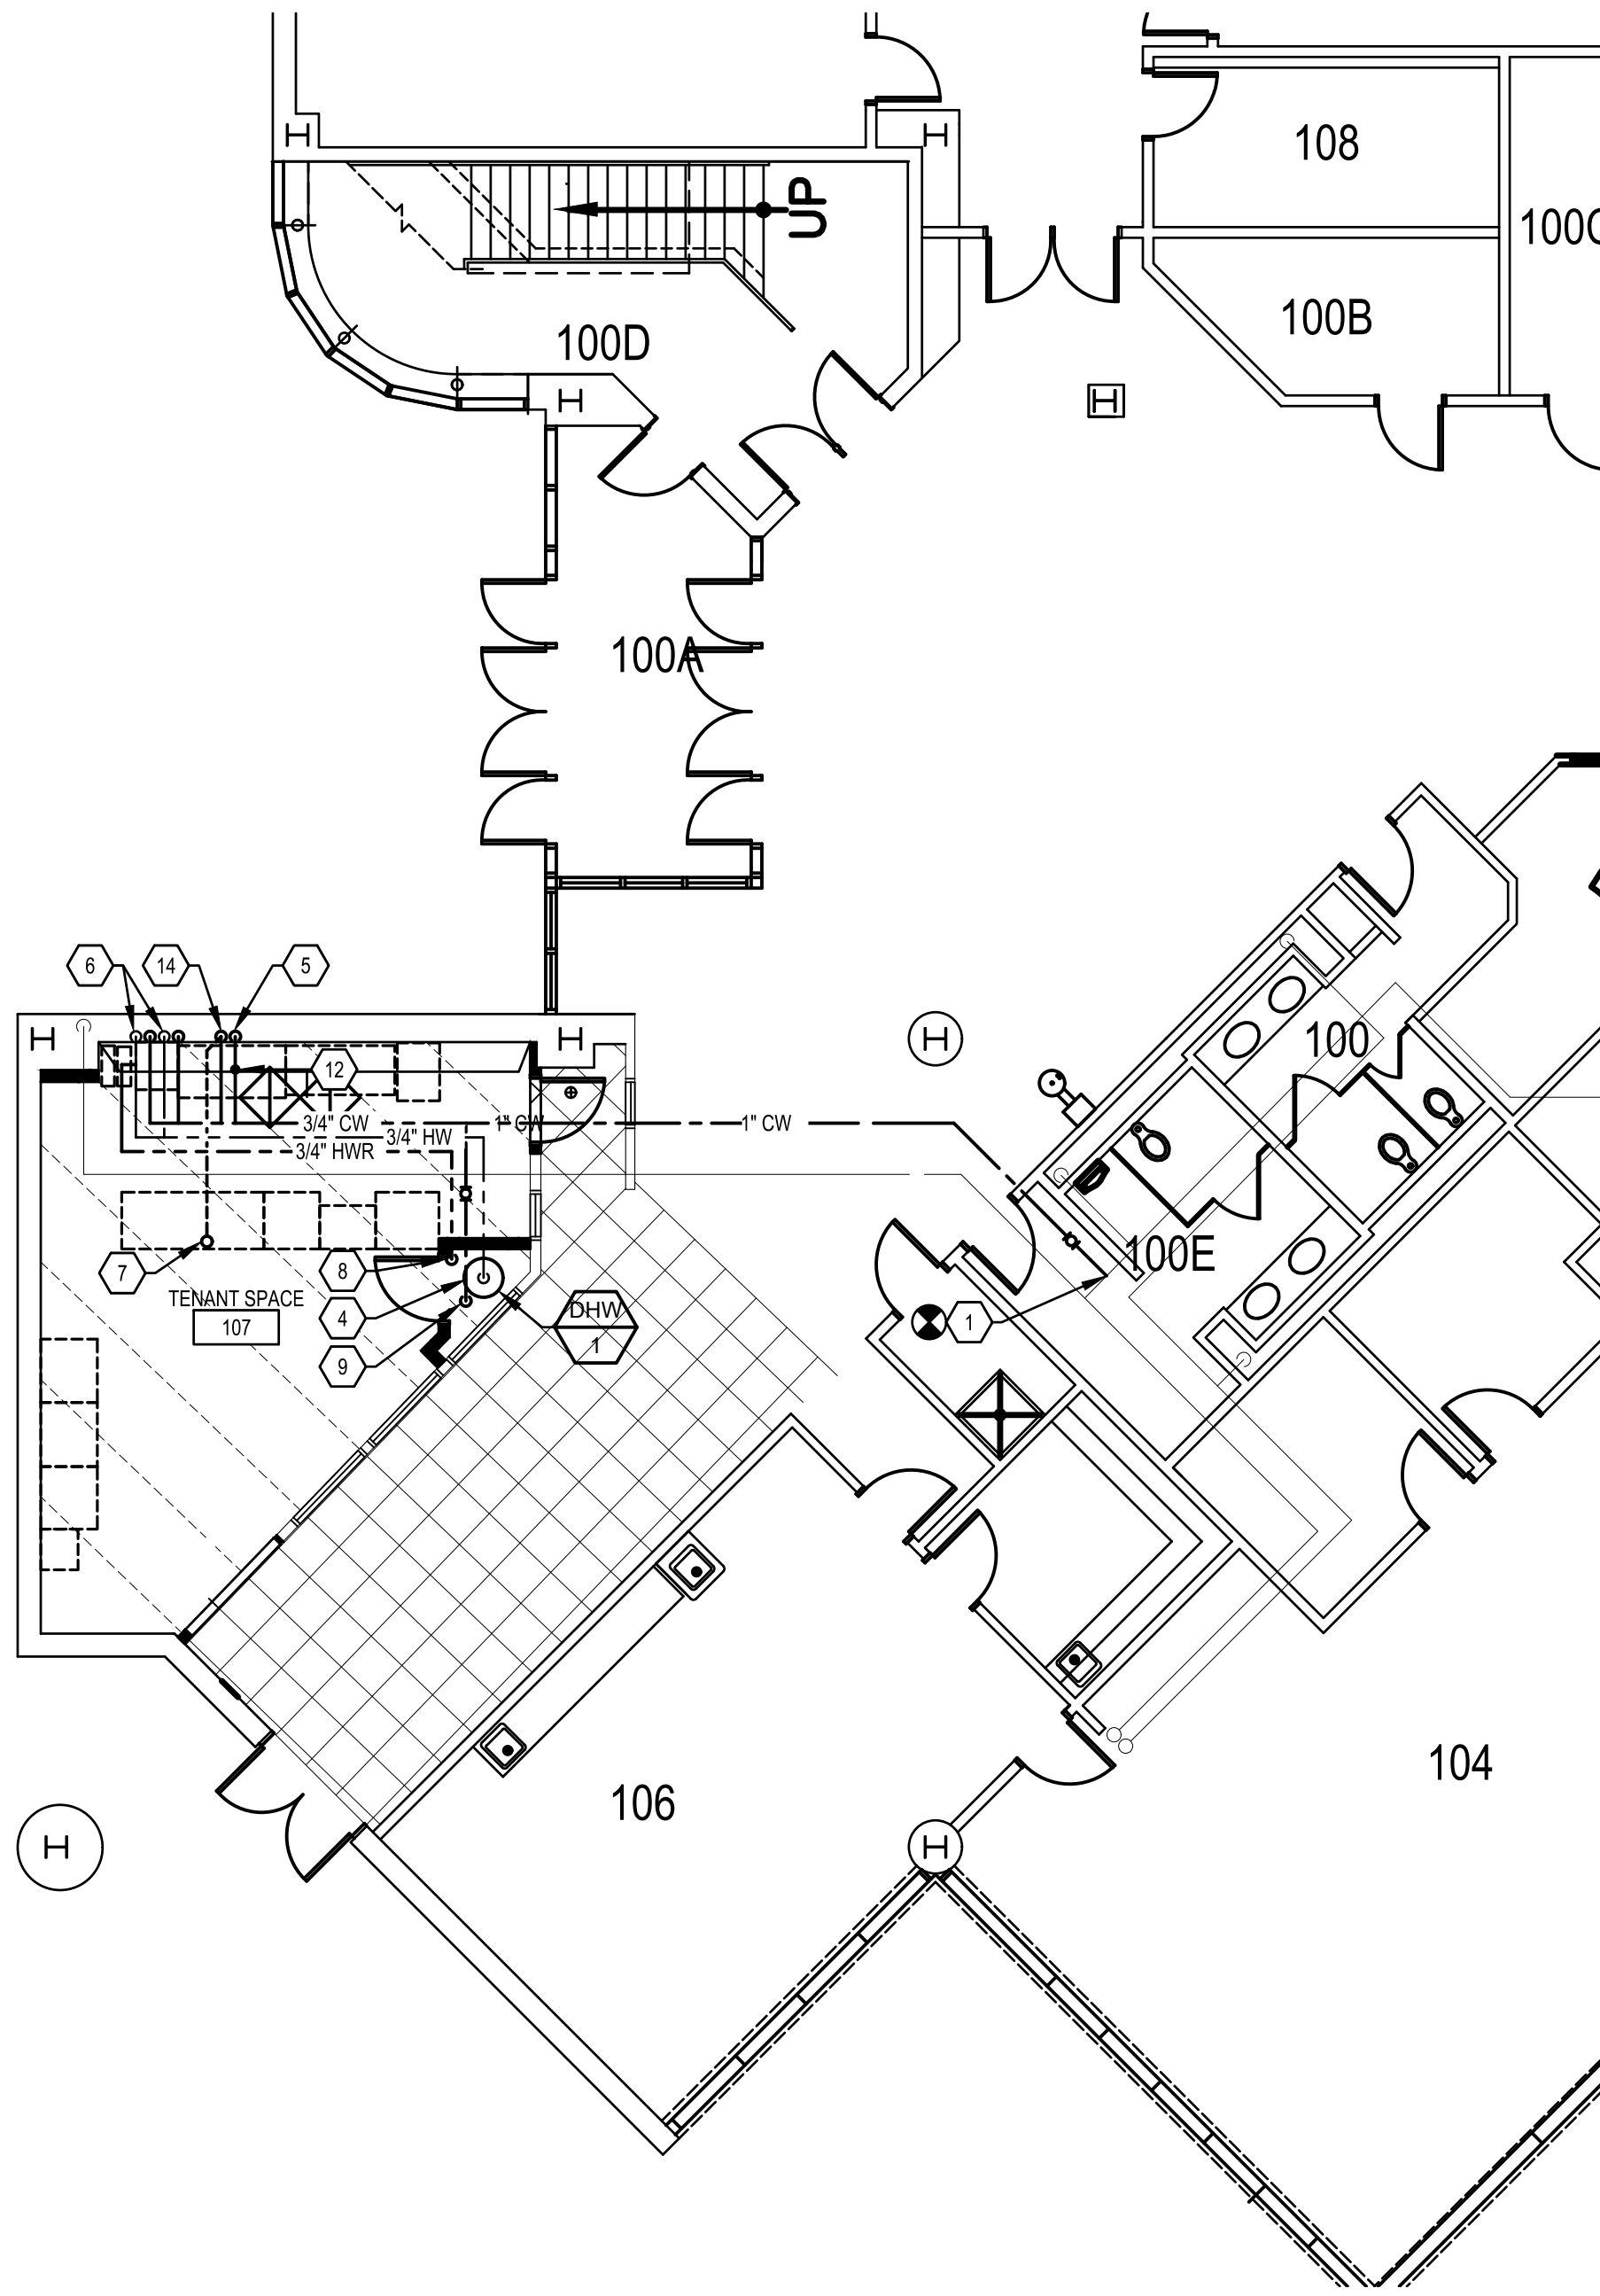 108
100C
UP
100B
100D
100A
6
14
5
12
100
3/4" CW
1" CW
1" CW
3/4" HW
3/4" HWR
100E
7
8
TENANT SPACE
107
4
DHW
1
1
9
106
104